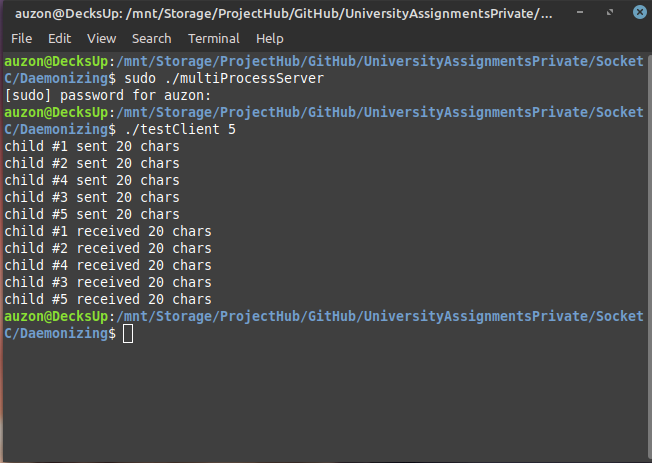 auzon@DecksUp: /mnt/Storage/ProjectHub/GitHub/UniversityAssignmentsPrivate/...
File Edit View Search Terminal Help
auzon@DecksUp:/mnt/Storage/ProjectHub/GitHub/UniversityAssignmentsPrivate/Socket
C/Daemonizing$ sudo ./multiProcessServer
[sudo] password for auzon:
auzon@DecksUp:/mnt/Storage/ProjectHub/GitHub/UniversityAssignmentsPrivate/Socket
C/Daemonizing$ ./testClient 5
child #1 sent 20 chars
child #2 sent 20 chars
child #4 sent 20 chars
child #3 sent 20 chars
child #5 sent 20 chars
child #1 received 20 chars
child #2 received 20 chars
child #4 received 20 chars
child #3 received 20 chars
child #5 received 20 chars
auzon@DecksUp:/mnt/Storage/ProjectHub/GitHub/UniversityAssignmentsPrivate/Socket
C/Daemonizing$